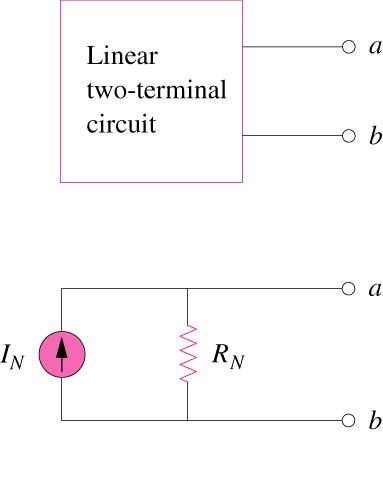 Linear
two-terminal
circuit
a
b
a
I_N
R_N
b